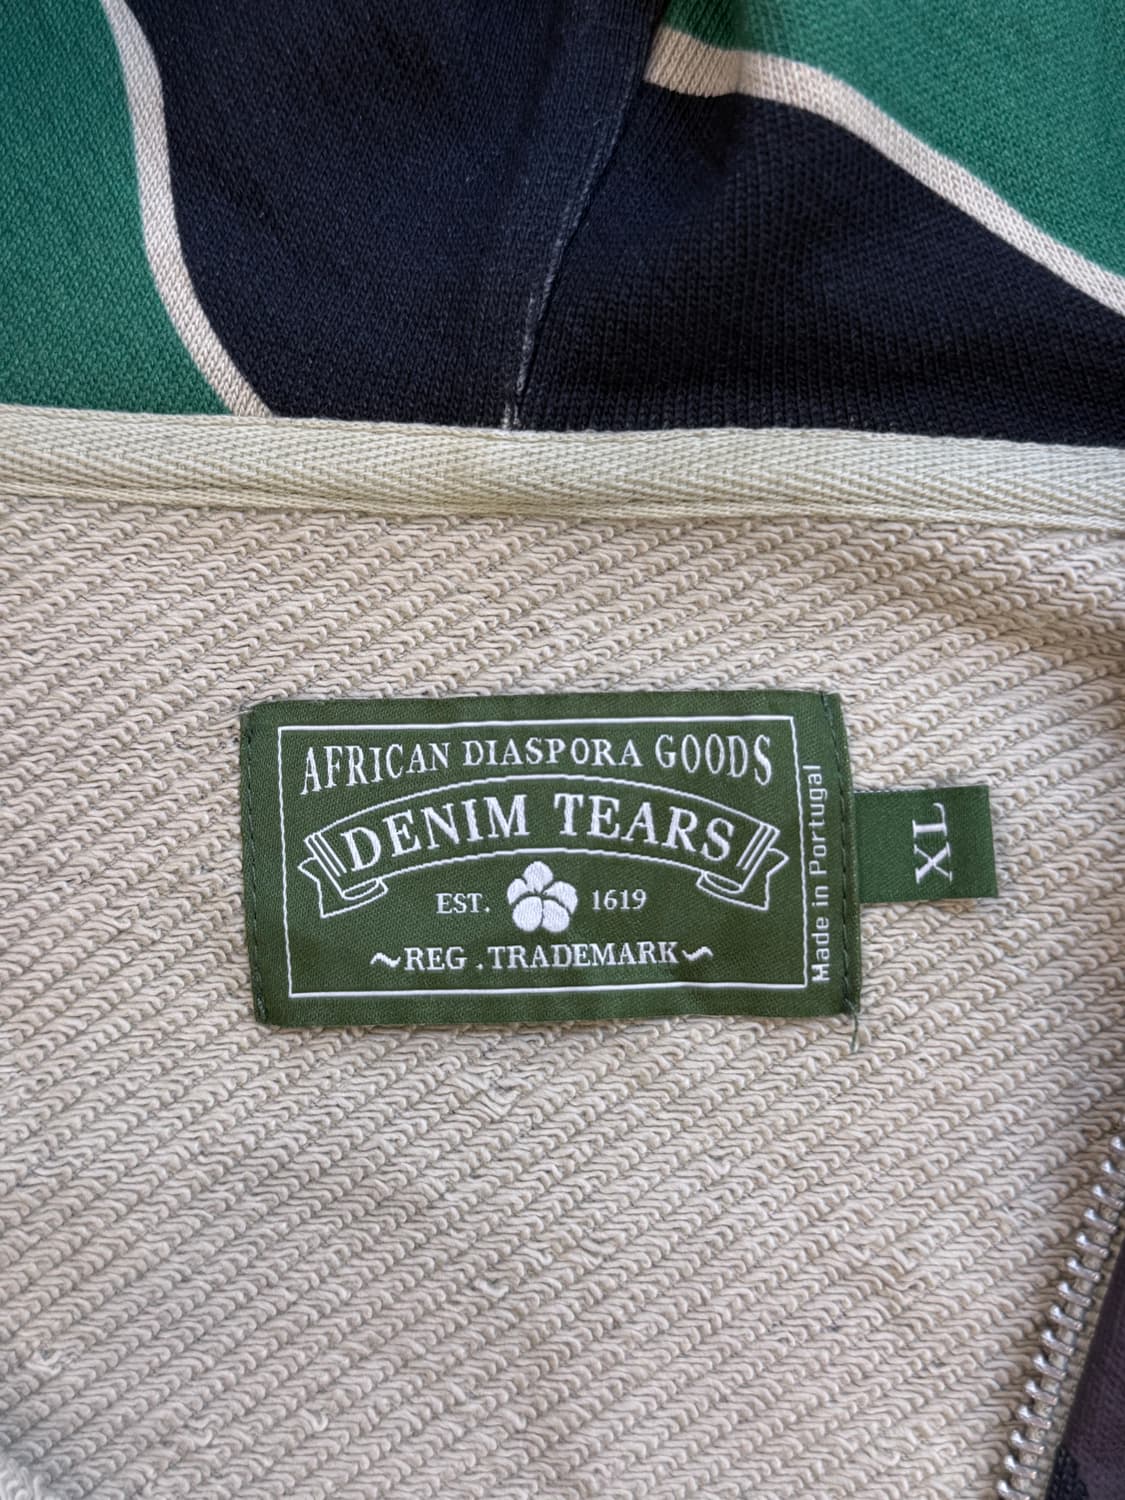 AFRICAN DIASPORA GOODS
DENIM TEARS
EST. 1619
~REG .TRADEMARK~
Made in Portugal
XL